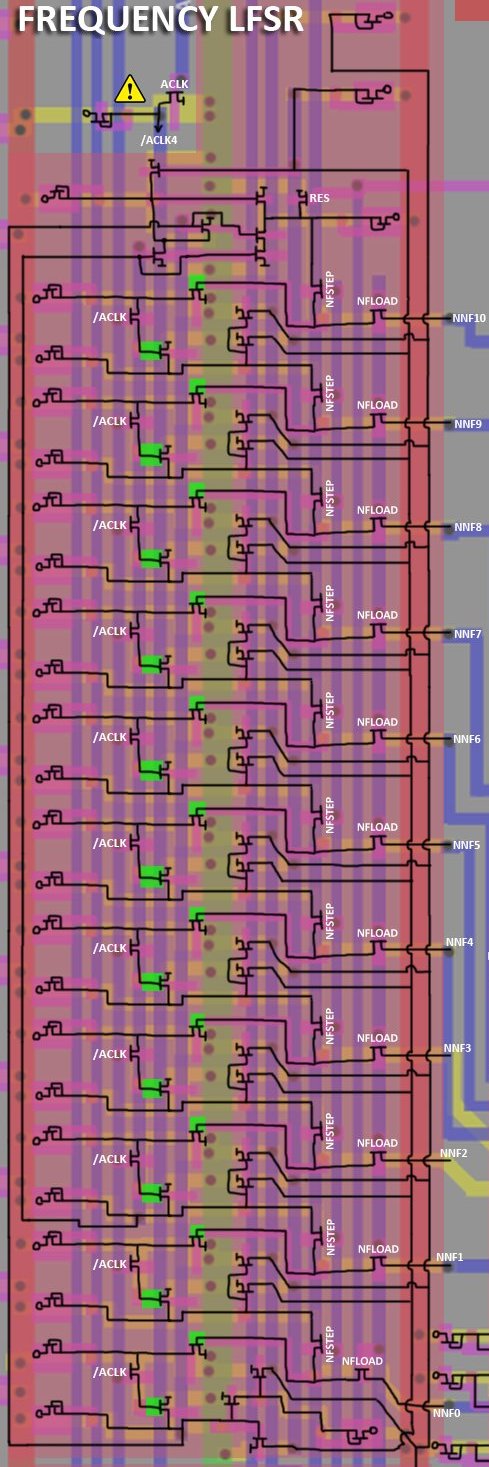 FREQUENCY LFSR
ACLK
/ACLK4
RES
NFSTEP
NFLOAD
NNF10
/ACLK
NFSTEP
NFLOAD
NNF9
/ACLK
NFSTEP
NFLOAD
NNF8
/ACLK
NFSTEP
NFLOAD
NNF7
/ACLK
NFSTEP
NFLOAD
NNF6
/ACLK
NFSTEP
NFLOAD
NNF5
/ACLK
NFSTEP
NFLOAD
NNF4
/ACLK
NFSTEP
NFLOAD
NNF3
/ACLK
NFSTEP
NFLOAD
NNF2
/ACLK
NFSTEP
NFLOAD
NNF1
/ACLK
NFSTEP
NFLOAD
/ACLK
NNF0